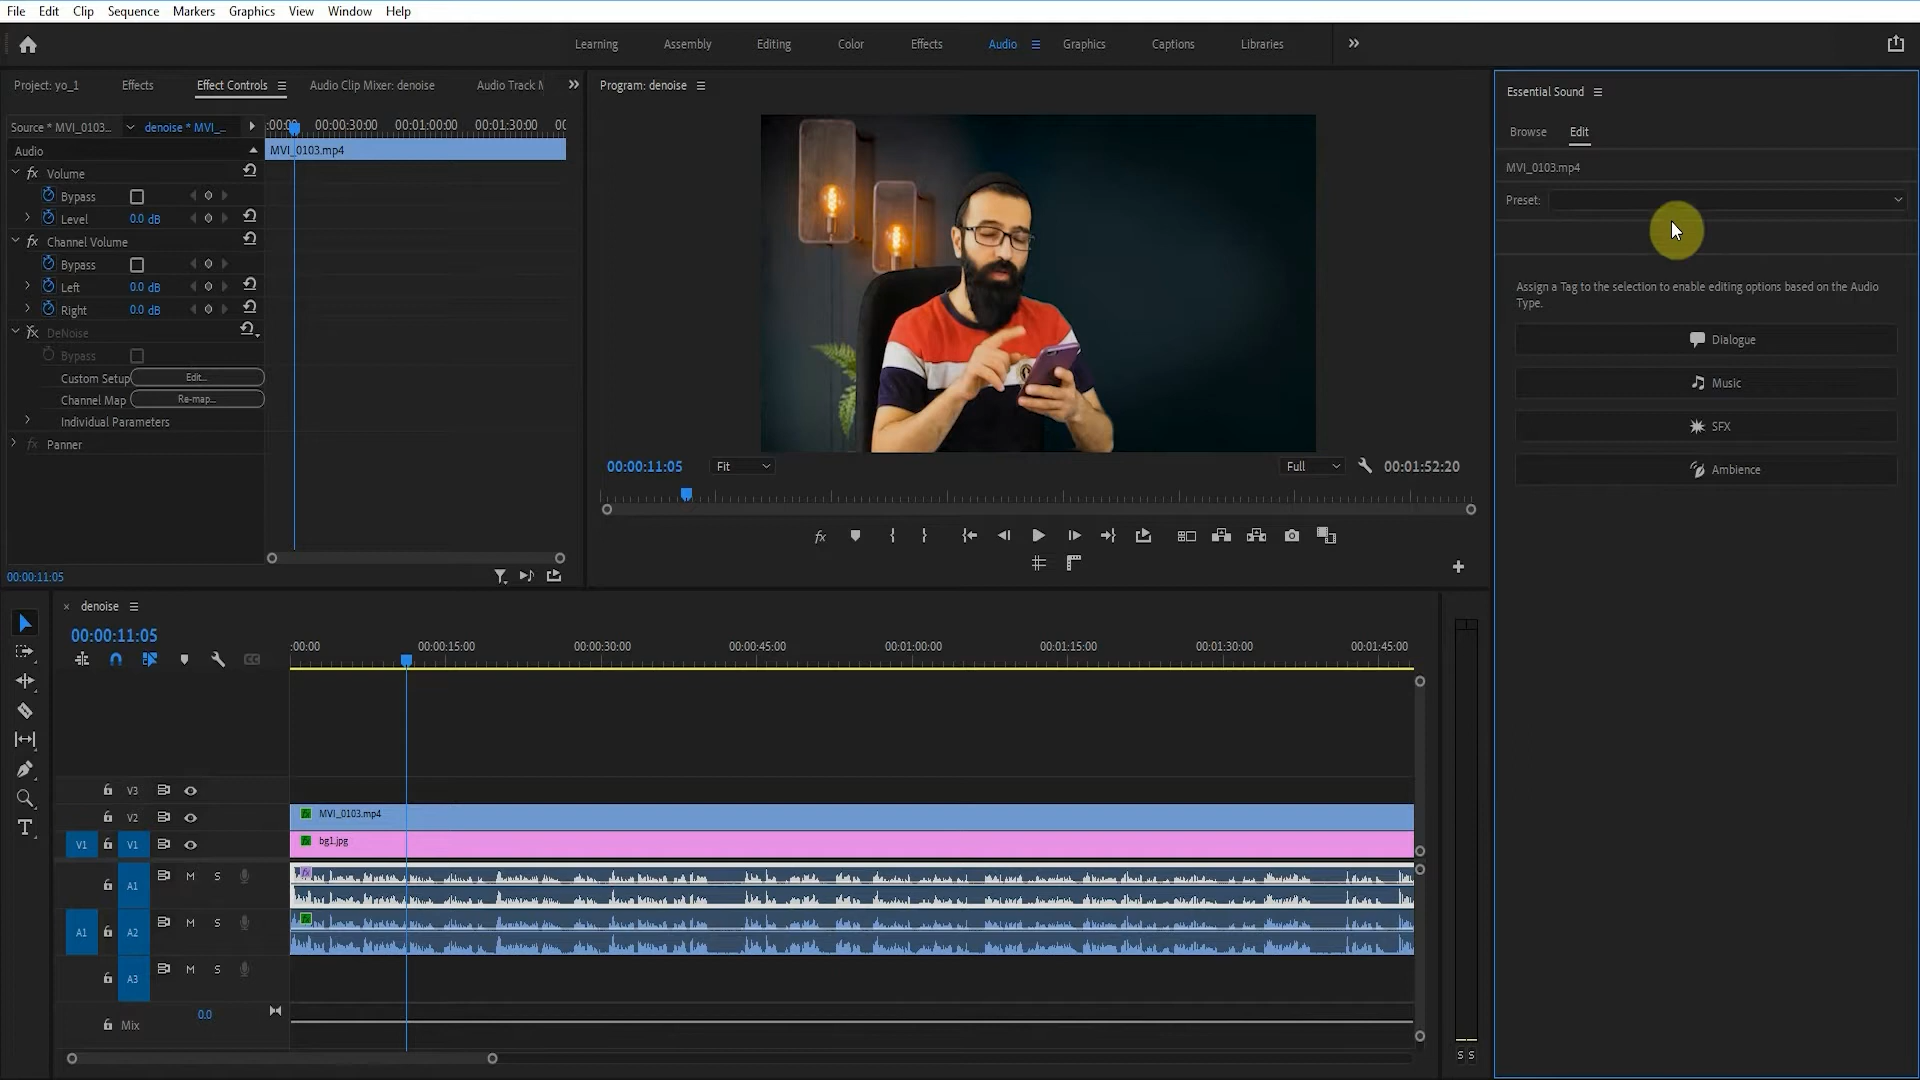 File Edit Clip Sequence Markers Graphics View Window Help
Learning Assembly Editing Color Effects Audio Graphics Captions Libraries
Project: yo_1 Effects Effect Controls Audio Clip Mixer: denoise Audio Track M
Source * MVI_0103... denoise * MVI_...
:00:00 00:00:30:00 00:01:00:00 00:01:30:00 00
Audio
MVI_0103.mp4
fx Volume
Bypass
Level 0.0 dB
fx Channel Volume
Bypass
Left 0.0 dB
Right 0.0 dB
fx DeNoise
Bypass
Custom Setup Edit...
Channel Map Re-map...
Individual Parameters
fx Panner
00:00:11:05
Program: denoise
00:00:11:05 Fit Full 00:01:52:20
fx
Essential Sound
Browse Edit
MVI_0103.mp4
Preset:
Assign a Tag to the selection to enable editing options based on the Audio
Type.
Dialogue
Music
SFX
Ambience
× denoise
00:00:11:05
:00:00 00:00:15:00 00:00:30:00 00:00:45:00 00:01:00:00 00:01:15:00 00:01:30:00 00:01:45:00
V3
V2 MVI_0103.mp4
V1 V1 bg1.jpg
A1 M S
A1 A2 M S
A3 M S
Mix 0.0
S S